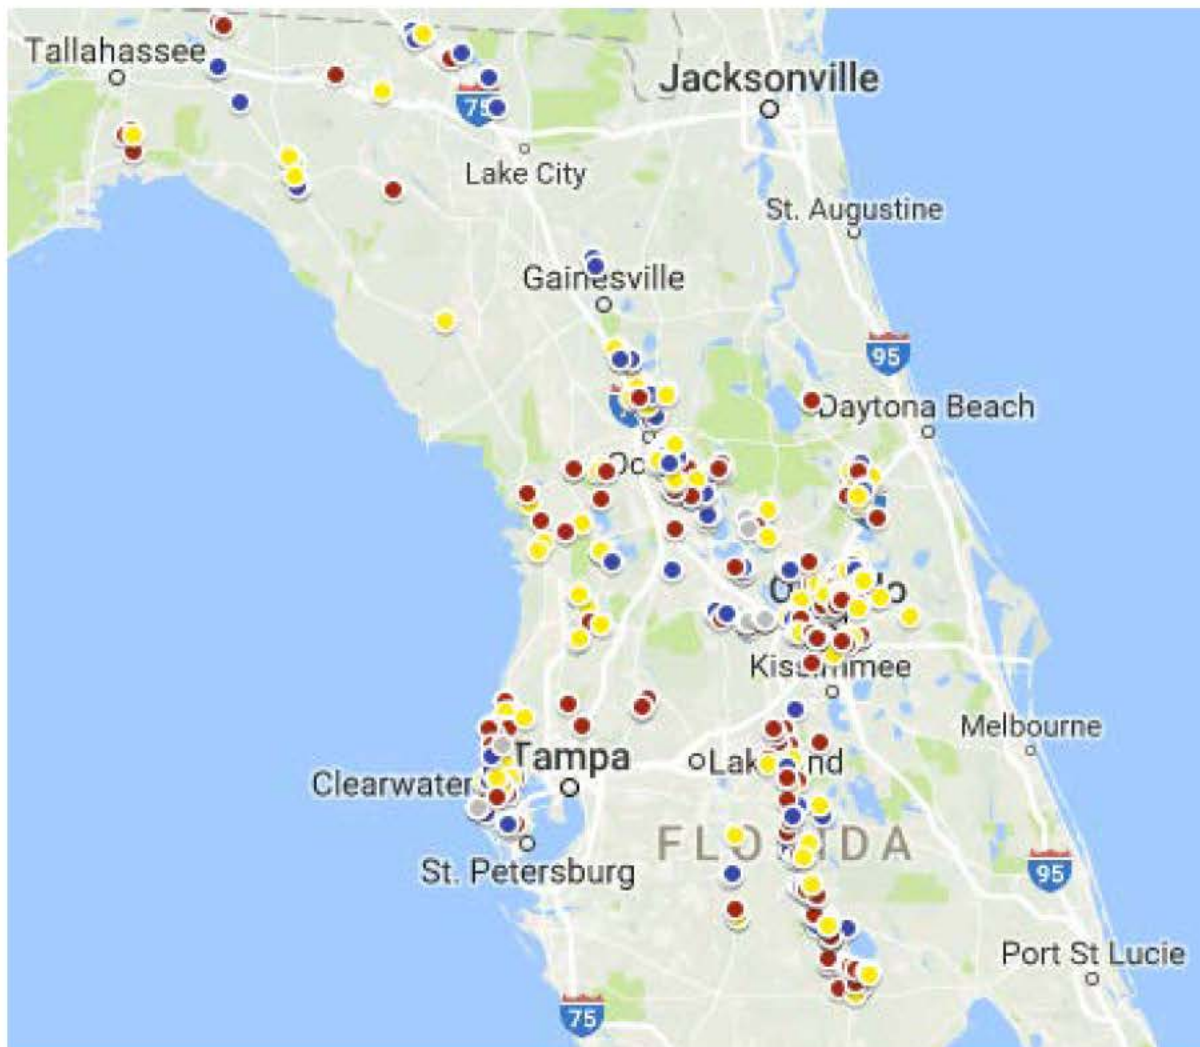 Tallahassee
Jacksonville
75
Lake City
St. Augustine
Gainesville
95
Daytona Beach
Kissimmee
Melbourne
Tampa
Clearwater
FLORIDA
St. Petersburg
95
Port St Lucie
75